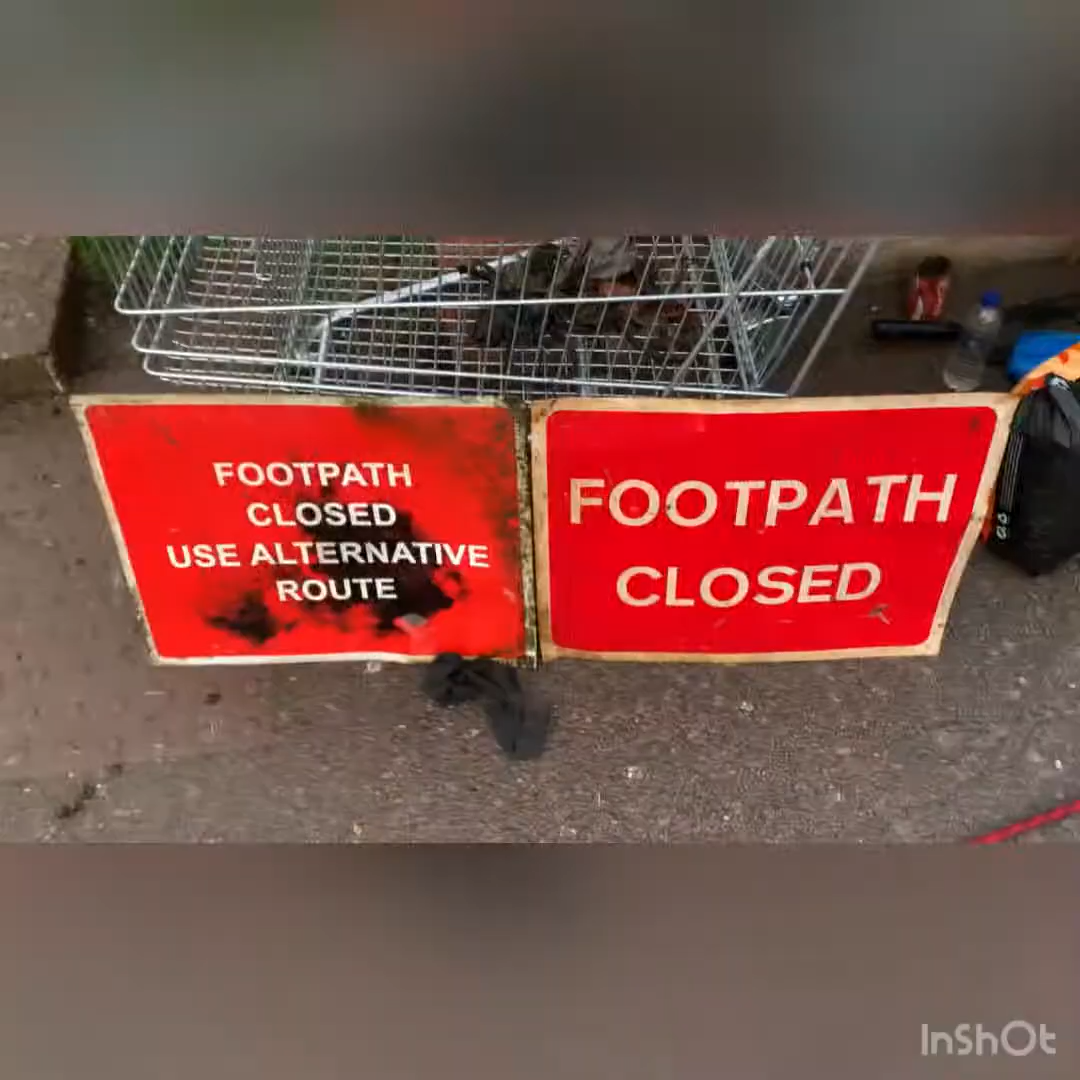 FOOTPATH
CLOSED
USE ALTERNATIVE
ROUTE
FOOTPATH
CLOSED
InShOt